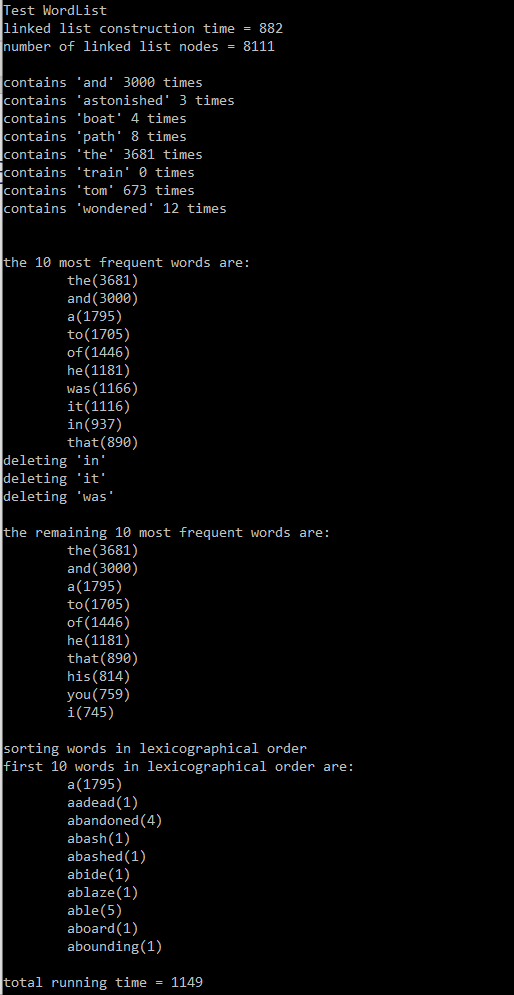 Test WordList
linked list construction time = 882
number of linked list nodes = 8111
contains 'and' 3000 times
contains 'astonished' 3 times
contains 'boat' 4 times
contains 'path' 8 times
contains 'the' 3681 times
contains 'train' 0 times
contains 'tom' 673 times
contains 'wondered' 12 times
the 10 most frequent words are:
the(3681)
and(3000)
a(1795)
to(1705)
of(1446)
he(1181)
was(1166)
it(1116)
in(937)
that(890)
deleting 'in'
deleting 'it'
deleting 'was'
the remaining 10 most frequent words are:
the(3681)
and(3000)
a(1795)
to(1705)
of(1446)
he(1181)
that(890)
his(814)
you(759)
i(745)
sorting words in lexicographical order
first 10 words in lexicographical order are:
a(1795)
aadead(1)
abandoned(4)
abash(1)
abashed(1)
abide(1)
ablaze(1)
able(5)
aboard(1)
abounding(1)
total running time = 1149